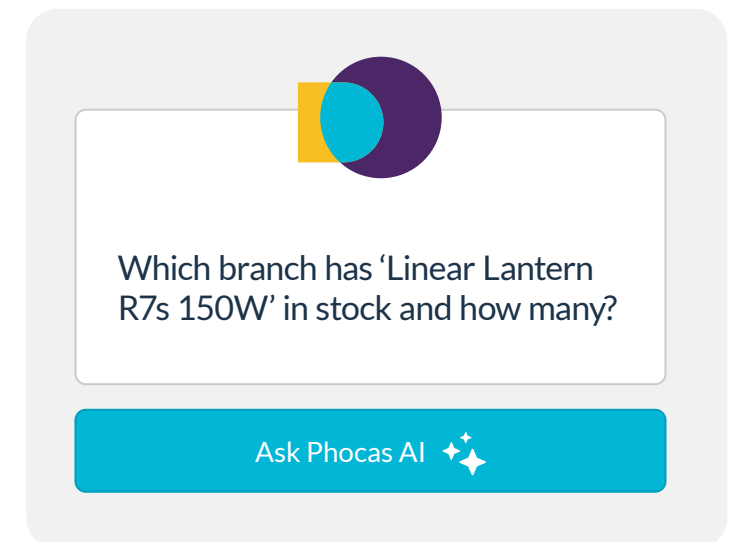 Which branch has ‘Linear Lantern
R7s 150W’ in stock and how many?
Ask Phocas AI